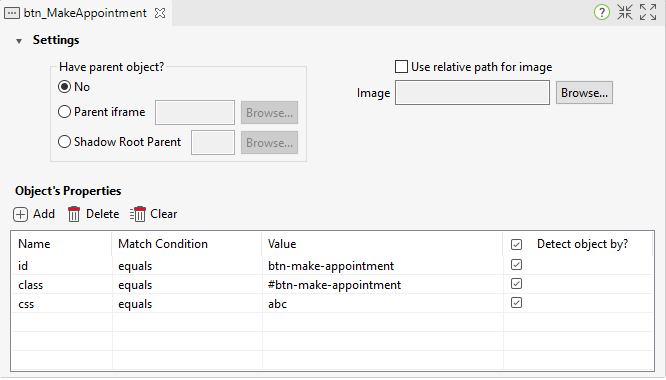 btn_MakeAppointment
Settings
Have parent object?
No
Parent iframe Browse...
Shadow Root Parent Browse...
Use relative path for image
Image Browse...
Object's Properties
Add Delete Clear
Name Match Condition Value Detect object by?
id equals btn-make-appointment
class equals #btn-make-appointment
css equals abc